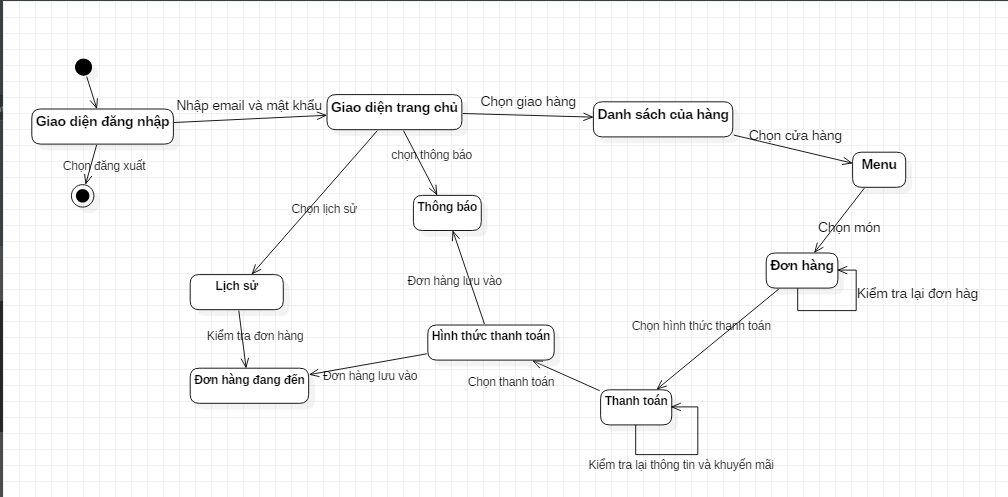 Giao diện đăng nhập
Nhập email và mật khẩu
Giao diện trang chủ
Chọn giao hàng
Danh sách của hàng
Chọn cửa hàng
Menu
Chọn đăng xuất
chọn thông báo
Thông báo
Chọn lịch sử
Chọn món
Đơn hàng
Kiểm tra lại đơn hàg
Lịch sử
Đơn hàng lưu vào
Kiểm tra đơn hàng
Hình thức thanh toán
Chọn hình thức thanh toán
Đơn hàng đang đến
Đơn hàng lưu vào
Chọn thanh toán
Thanh toán
Kiểm tra lại thông tin và khuyến mãi